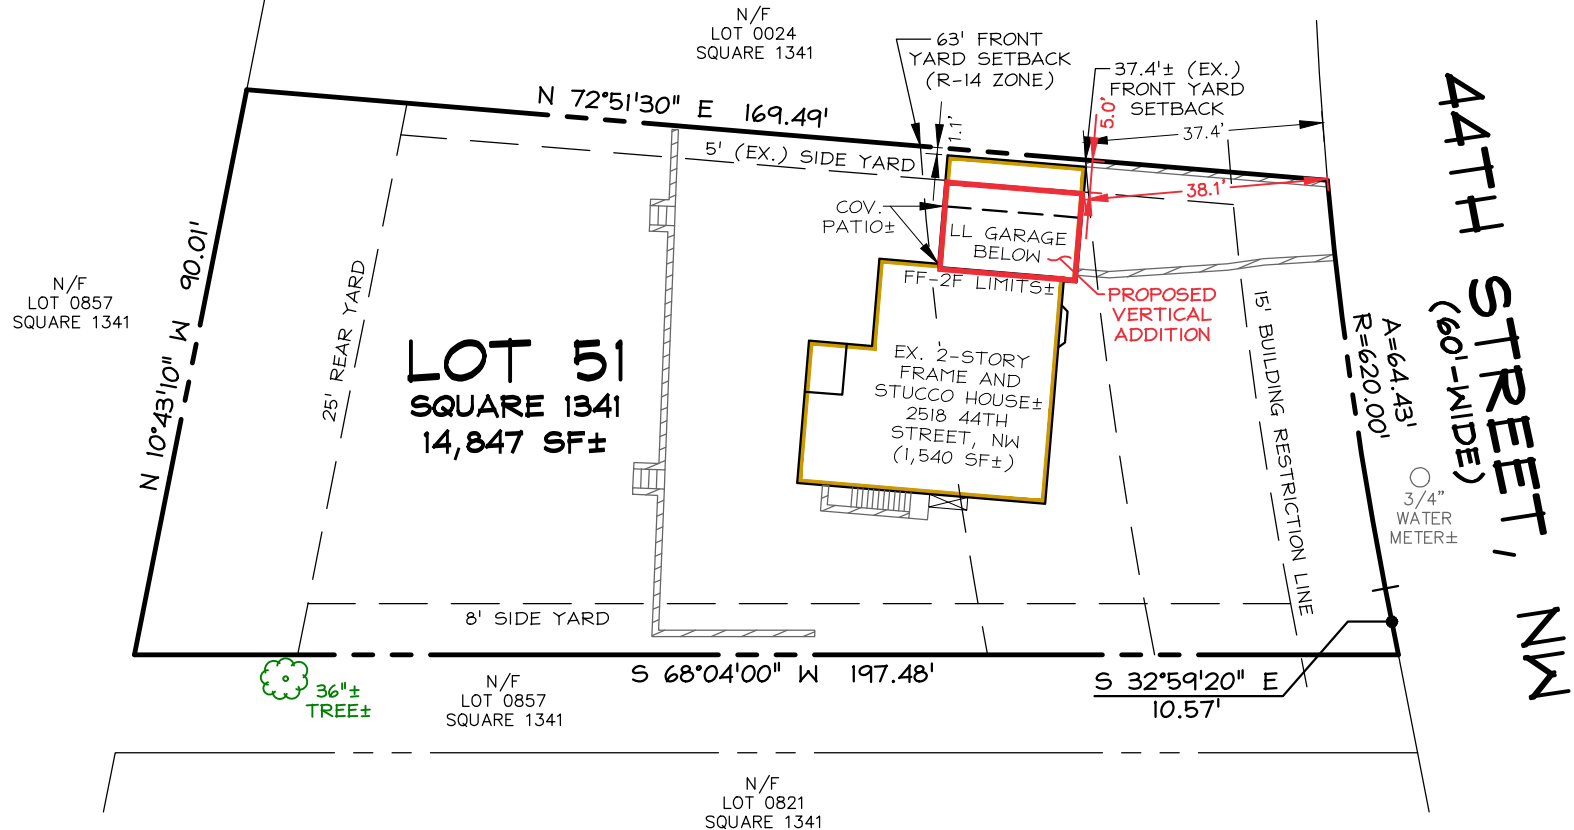 N/F
LOT 0024
SQUARE 1341
63' FRONT
YARD SETBACK
(R-14 ZONE)
37.4'± (EX.)
FRONT YARD
SETBACK
N 72°51'30" E 169.49'
1.1'
5.0'
37.4'
5' (EX.) SIDE YARD
38.1'
COV.
PATIO±
LL GARAGE
BELOW
FF-2F LIMITS±
PROPOSED
VERTICAL
ADDITION
N/F
LOT 0857
SQUARE 1341
N 10°43'10" W 90.01'
25' REAR YARD
LOT 51
SQUARE 1341
14,847 SF±
EX. 2-STORY
FRAME AND
STUCCO HOUSE±
2518 44TH
STREET, NW
(1,540 SF±)
15' BUILDING RESTRICTION LINE
A=64.43'
R=620.00'
44TH STREET, NW
(60'-WIDE)
3/4"
WATER
METER±
8' SIDE YARD
S 68°04'00" W 197.48'
S 32°59'20" E
10.57'
36"±
TREE±
N/F
LOT 0857
SQUARE 1341
N/F
LOT 0821
SQUARE 1341